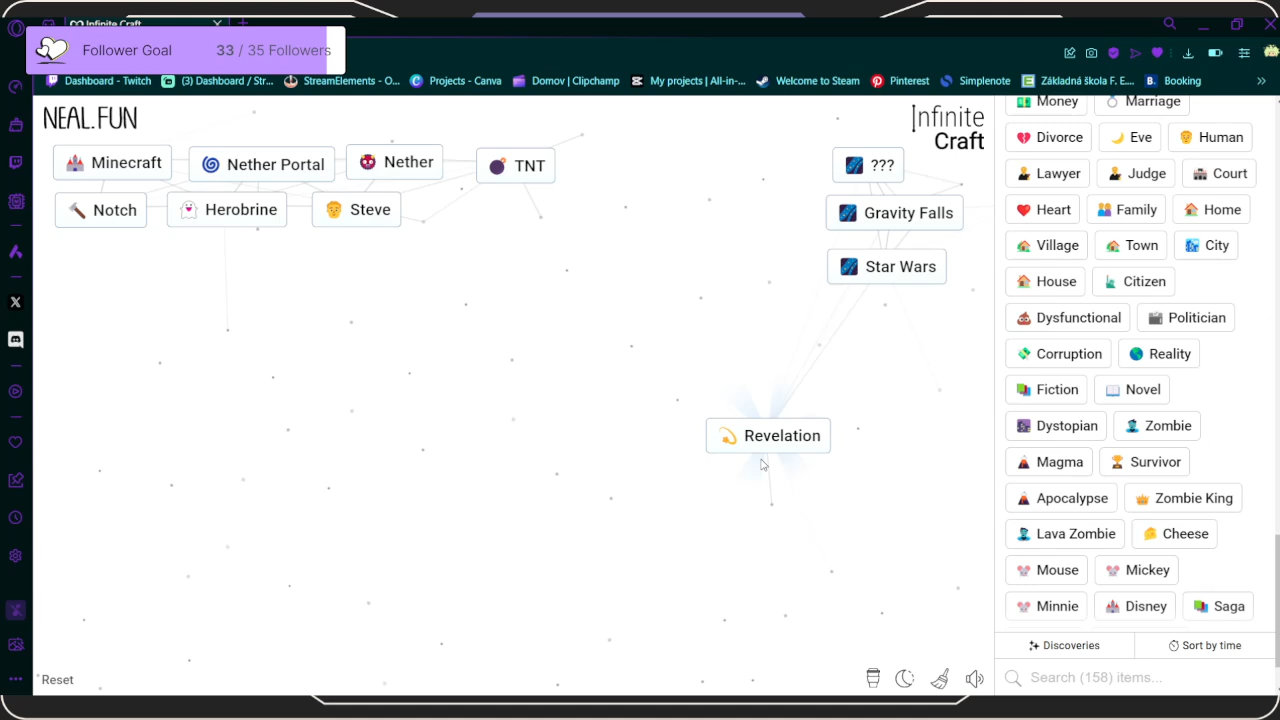 Infinite Craft
Follower Goal 33 / 35 Followers
Dashboard - Twitch (3) Dashboard / Str... StreamElements - O... Projects - Canva Domov | Clipchamp My projects | All-in-... Welcome to Steam Pinterest Simplenote Základná škola F. E... Booking
NEAL.FUN
Infinite
Craft
Minecraft Nether Portal Nether TNT
Notch Herobrine Steve
???
Gravity Falls
Star Wars
Revelation
Money Marriage
Divorce Eve Human
Lawyer Judge Court
Heart Family Home
Village Town City
House Citizen
Dysfunctional Politician
Corruption Reality
Fiction Novel
Dystopian Zombie
Magma Survivor
Apocalypse Zombie King
Lava Zombie Cheese
Mouse Mickey
Minnie Disney Saga
Discoveries Sort by time
Search (158) items...
Reset